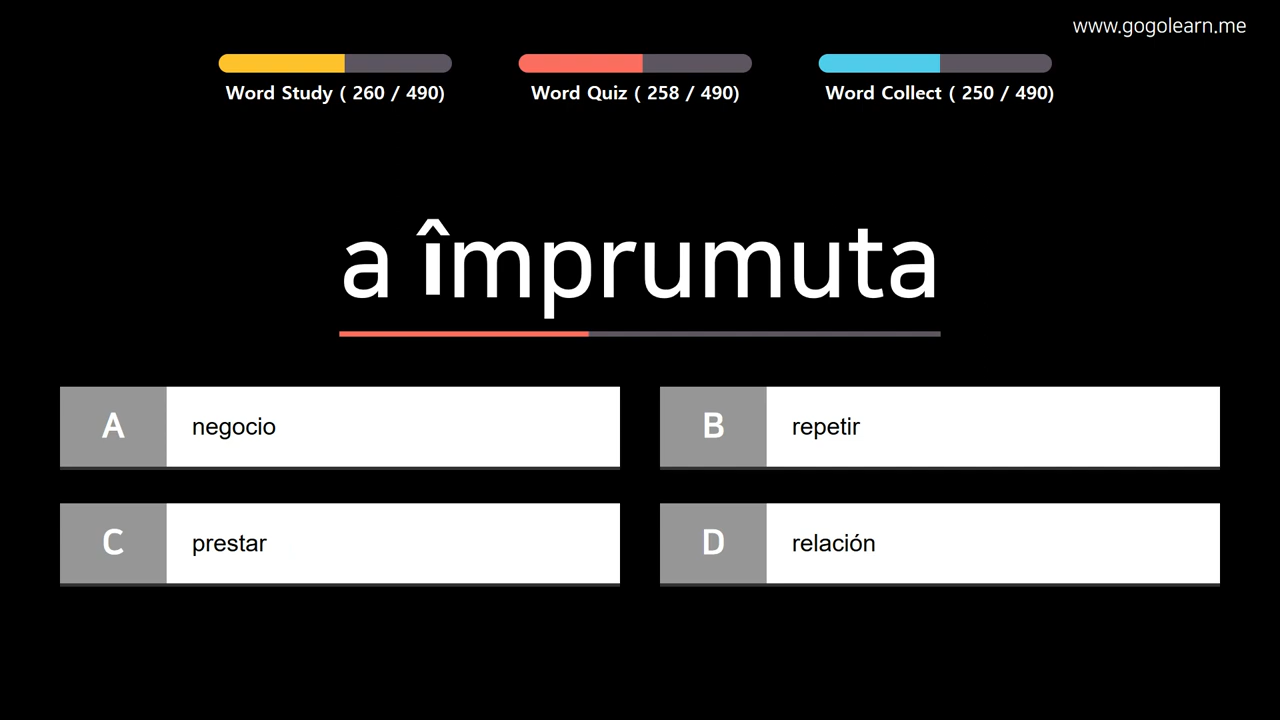 www.gogolearn.me
Word Study ( 260 / 490)
Word Quiz ( 258 / 490)
Word Collect ( 250 / 490)
a împrumuta
A negocio
B repetir
C prestar
D relación